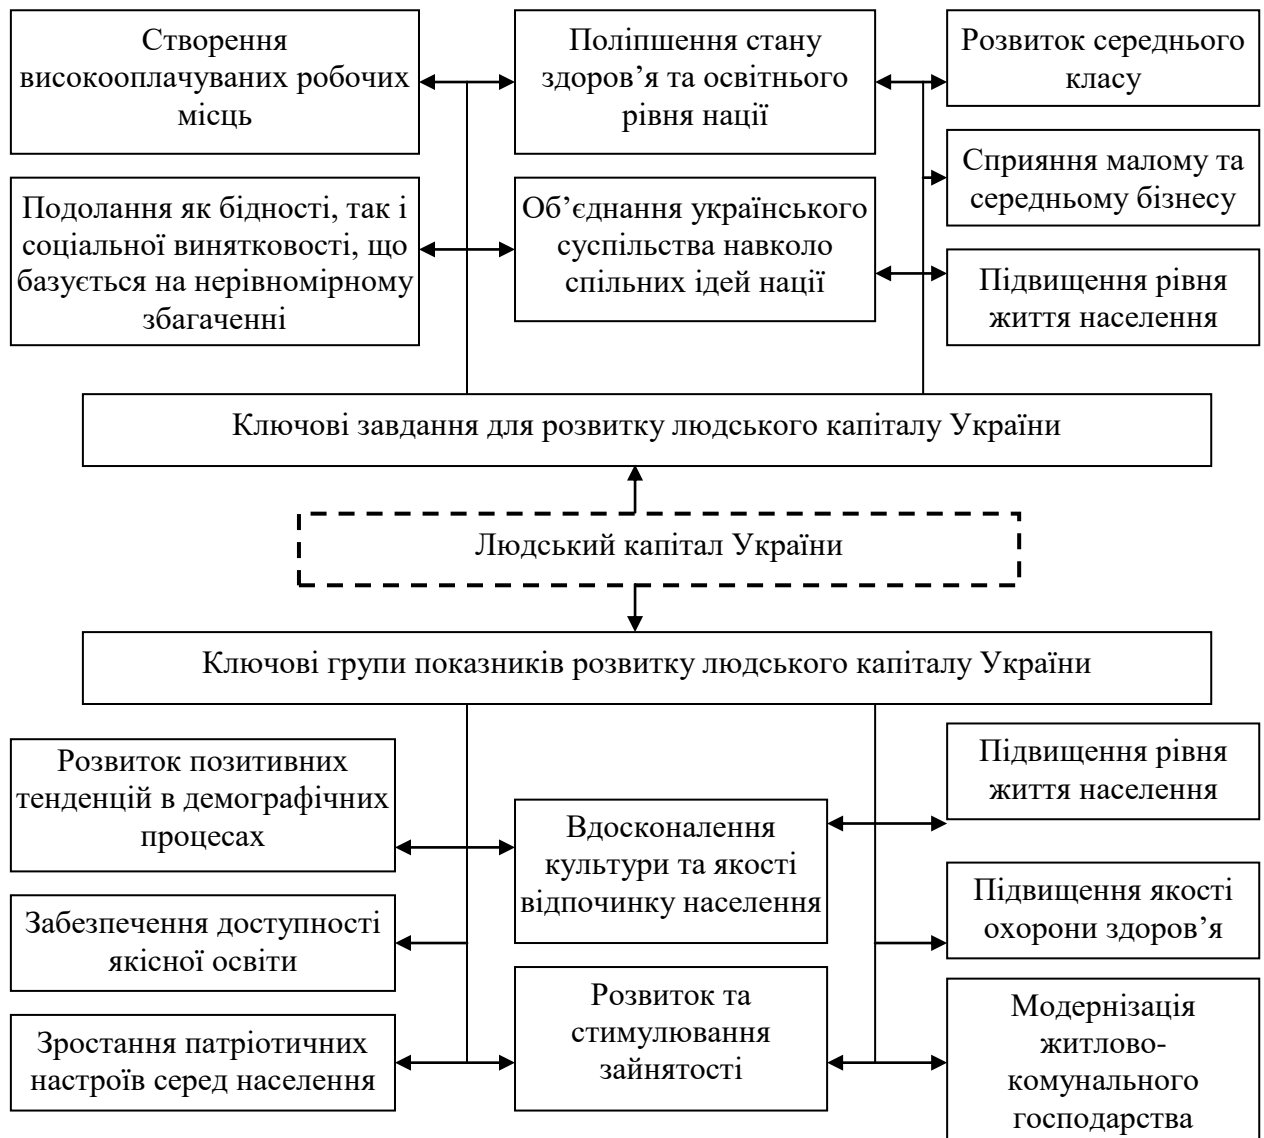 Створення
високооплачуваних робочих
місць
Поліпшення стану
здоров’я та освітнього
рівня нації
Розвиток середнього
класу
Сприяння малому та
середньому бізнесу
Подолання як бідності, так і
соціальної винятковості, що
базується на нерівномірному
збагаченні
Об’єднання українського
суспільства навколо
спільних ідей нації
Підвищення рівня
життя населення
Ключові завдання для розвитку людського капіталу України
Людський капітал України
Ключові групи показників розвитку людського капіталу України
Розвиток позитивних
тенденцій в демографічних
процесах
Вдосконалення
культури та якості
відпочинку населення
Підвищення рівня
життя населення
Забезпечення доступності
якісної освіти
Підвищення якості
охорони здоров’я
Зростання патріотичних
настроїв серед населення
Розвиток та
стимулювання
зайнятості
Модернізація
житлово-
комунального
господарства